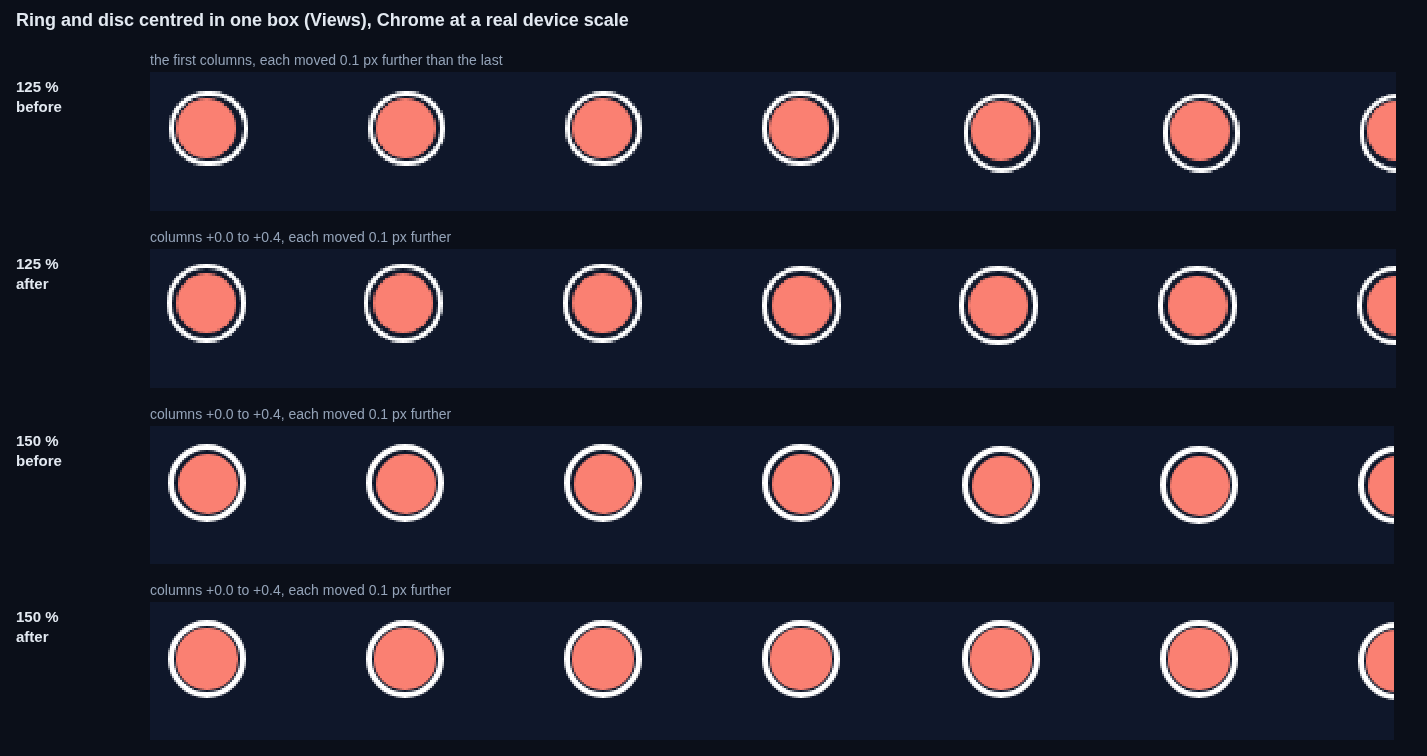 Ring and disc centred in one box (Views), Chrome at a real device scale
the first columns, each moved 0.1 px further than the last
125 %
before
columns +0.0 to +0.4, each moved 0.1 px further
125 %
after
columns +0.0 to +0.4, each moved 0.1 px further
150 %
before
columns +0.0 to +0.4, each moved 0.1 px further
150 %
after